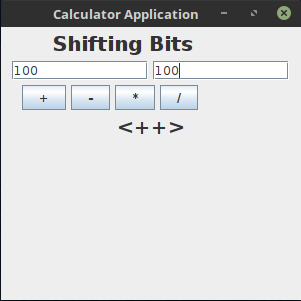 Calculator Application
Shifting Bits
100 100
+ - * /
<++>